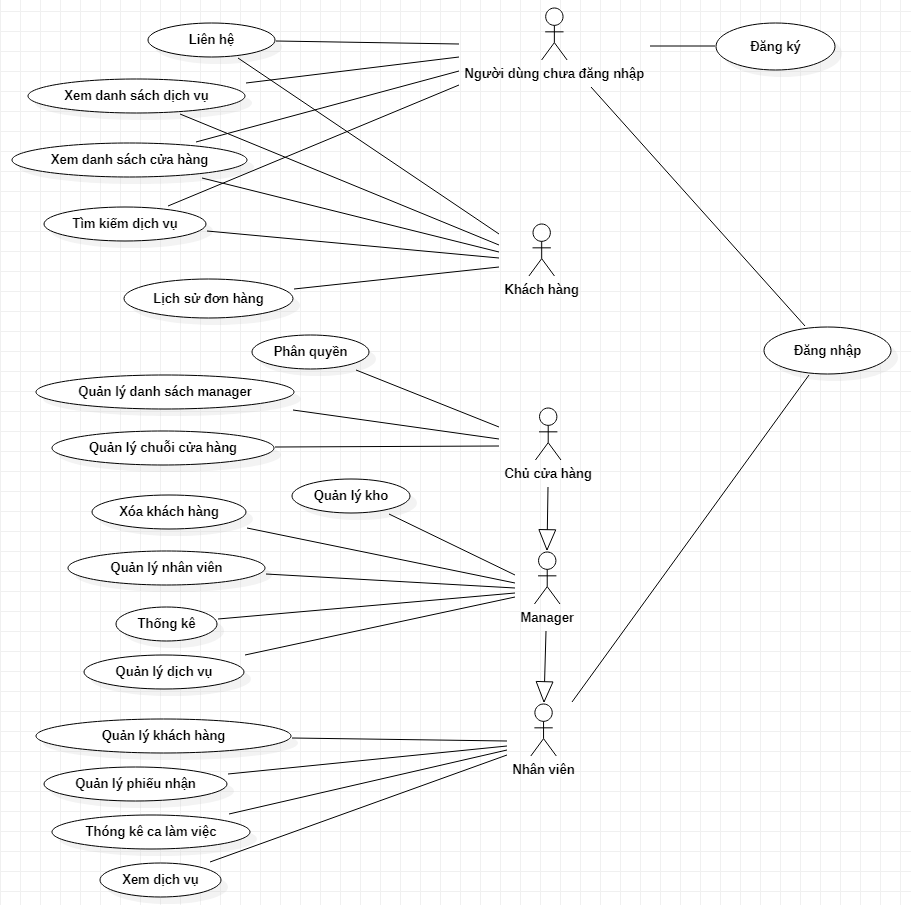 Liên hệ
Người dùng chưa đăng nhập
Đăng ký
Xem danh sách dịch vụ
Xem danh sách cửa hàng
Tìm kiếm dịch vụ
Khách hàng
Lịch sử đơn hàng
Phân quyền
Đăng nhập
Quản lý danh sách manager
Quản lý chuỗi cửa hàng
Chủ cửa hàng
Quản lý kho
Xóa khách hàng
Quản lý nhân viên
Manager
Thống kê
Quản lý dịch vụ
Quản lý khách hàng
Nhân viên
Quản lý phiếu nhận
Thóng kê ca làm việc
Xem dịch vụ